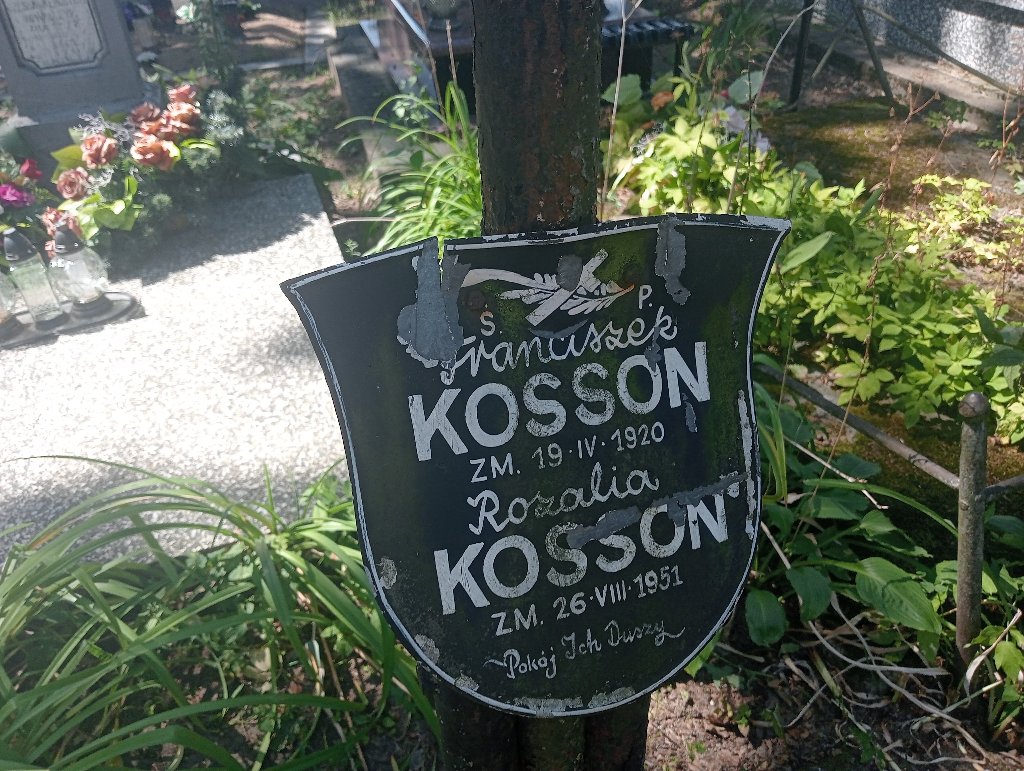 Ś. P.
Franciszek
KOSSON
ZM. 19·IV·1920
Rozalia
KOSSON
ZM. 26·VIII·1951
~Pokój Ich Duszy~